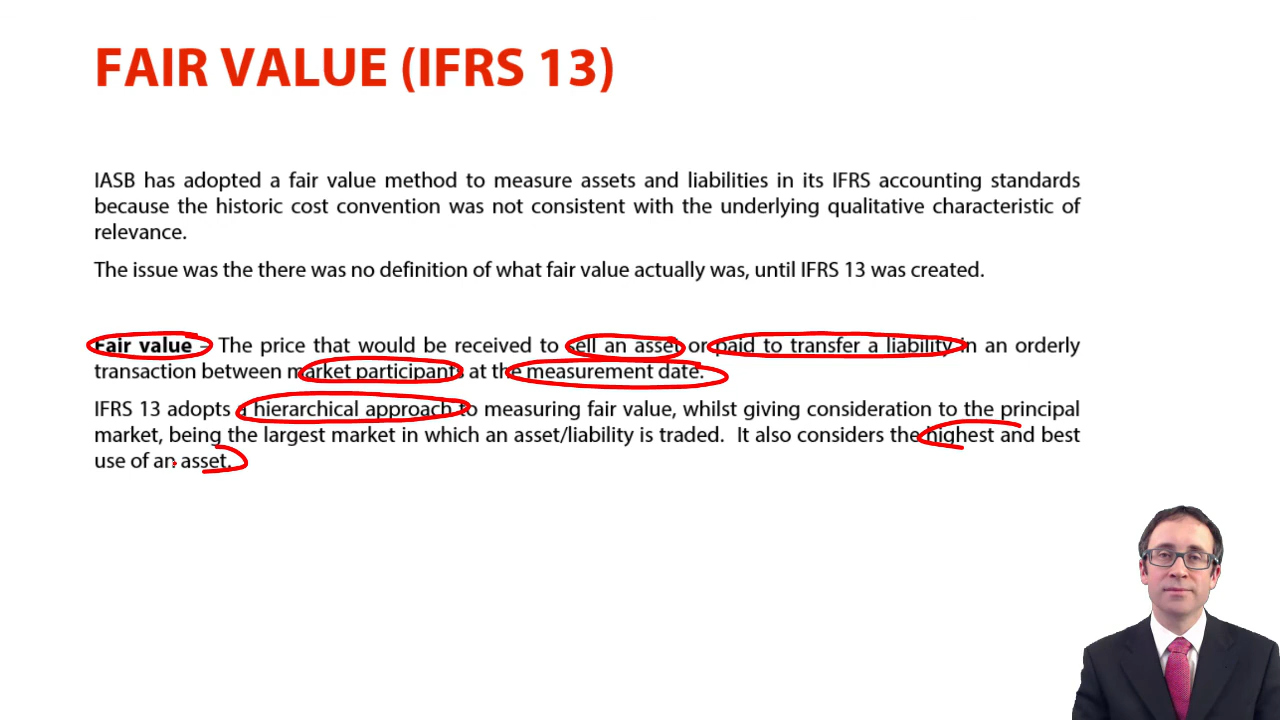 FAIR VALUE (IFRS 13)
IASB has adopted a fair value method to measure assets and liabilities in its IFRS accounting standards
because the historic cost convention was not consistent with the underlying qualitative characteristic of
relevance.
The issue was the there was no definition of what fair value actually was, until IFRS 13 was created.
Fair value – The price that would be received to sell an asset or paid to transfer a liability in an orderly
transaction between market participants at the measurement date.
IFRS 13 adopts a hierarchical approach to measuring fair value, whilst giving consideration to the principal
market, being the largest market in which an asset/liability is traded. It also considers the highest and best
use of an asset.